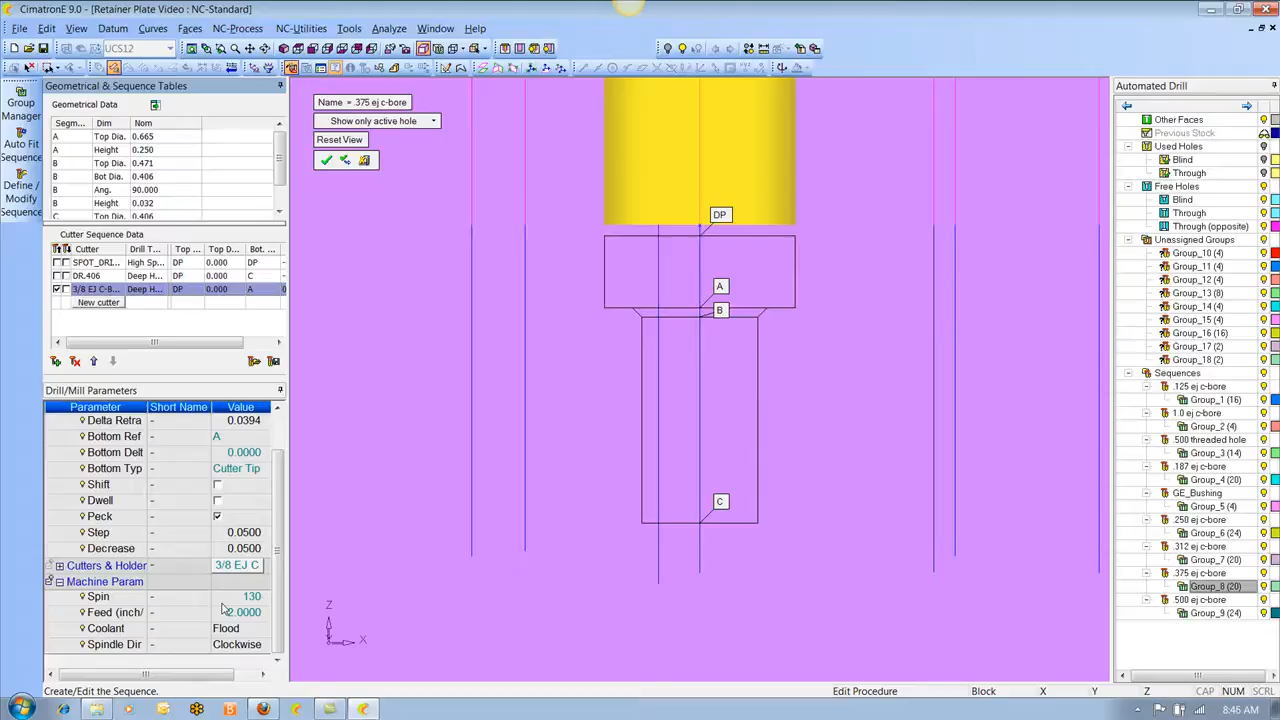 CimatronE 9.0 - [Retainer Plate Video : NC-Standard]
File Edit View Datum Curves Faces NC-Process NC-Utilities Tools Analyze Window Help
UCS12
Group Manager
Auto Fit Sequence
Define / Modify Sequence
Geometrical & Sequence Tables
Geometrical Data
Segm... Dim Nom
A Top Dia. 0.665
A Height 0.250
B Top Dia. 0.471
B Bot Dia. 0.406
B Ang. 90.000
B Height 0.032
C Top Dia. 0.406
Cutter Sequence Data
Cutter Drill T... Top ... Top D... Bot. ...
SPOT_DRI... High Sp... DP 0.000 DP
DR.406 Deep H... DP 0.000 C
3/8 EJ C-B... Deep H... DP 0.000 A 0
New cutter
Drill/Mill Parameters
Parameter Short Name Value
Delta Retra - 0.0394
Bottom Ref - A
Bottom Delt - 0.0000
Bottom Typ - Cutter Tip
Shift -
Dwell -
Peck -
Step - 0.0500
Decrease - 0.0500
Cutters & Holder - 3/8 EJ C
Machine Param
Spin - 130
Feed (inch/ - 2.0000
Coolant - Flood
Spindle Dir - Clockwise
Name = .375 ej c-bore
Show only active hole
Reset View
DP
A
B
C
Z
X
Automated Drill
Other Faces
Previous Stock
Used Holes
Blind
Through
Free Holes
Blind
Through
Through (opposite)
Unassigned Groups
Group_10 (4)
Group_11 (4)
Group_12 (4)
Group_13 (8)
Group_14 (4)
Group_15 (4)
Group_16 (16)
Group_17 (2)
Group_18 (2)
Sequences
.125 ej c-bore
Group_1 (16)
1.0 ej c-bore
Group_2 (4)
.500 threaded hole
Group_3 (14)
.187 ej c-bore
Group_4 (20)
GE_Bushing
Group_5 (4)
.250 ej c-bore
Group_6 (24)
.312 ej c-bore
Group_7 (20)
.375 ej c-bore
Group_8 (20)
.500 ej c-bore
Group_9 (24)
Create/Edit the Sequence.
Edit Procedure Block X Y Z CAP NUM SCRL
8:46 AM